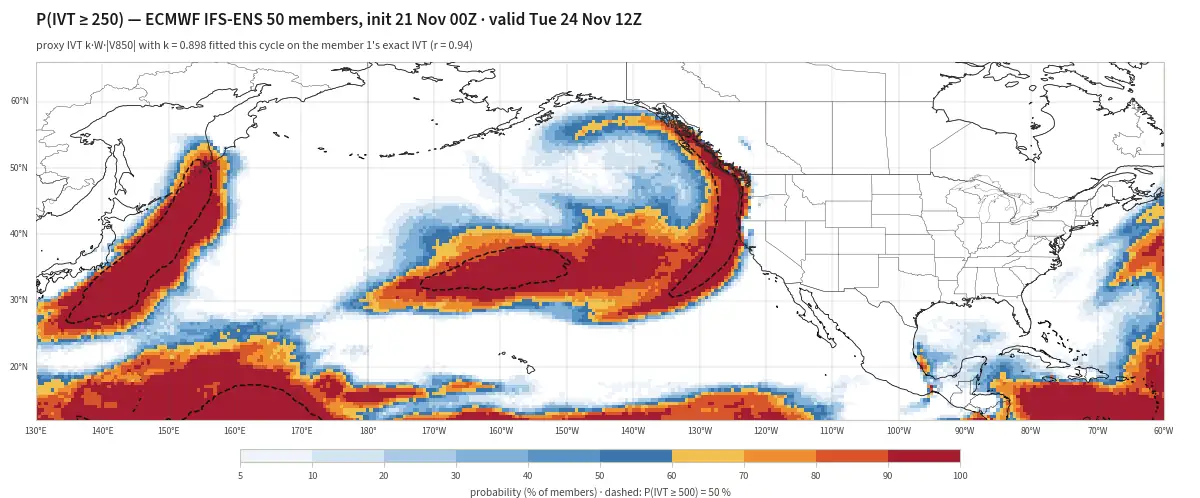 P(IVT ≥ 250) — ECMWF IFS-ENS 50 members, init 21 Nov 00Z · valid Tue 24 Nov 12Z
proxy IVT k·W·|V850| with k = 0.898 fitted this cycle on the member 1's exact IVT (r = 0.94)
60°N
50°N
40°N
30°N
20°N
130°E 140°E 150°E 160°E 170°E 180° 170°W 160°W 150°W 140°W 130°W 120°W 110°W 100°W 90°W 80°W 70°W 60°W
5 10 20 30 40 50 60 70 80 90 100
probability (% of members) · dashed: P(IVT ≥ 500) = 50 %